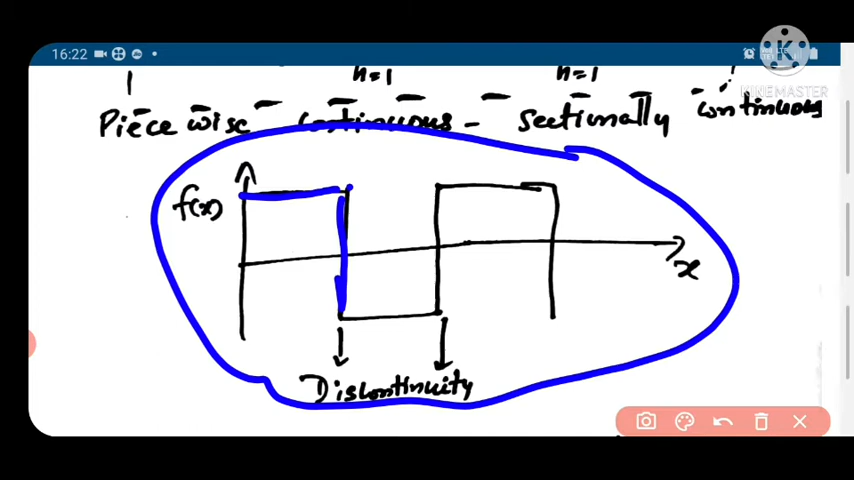 16:22
KINEMASTER
n=1 n=1
Piece wise continuous - Sectionally continuous
f(x)
x
Discontinuity